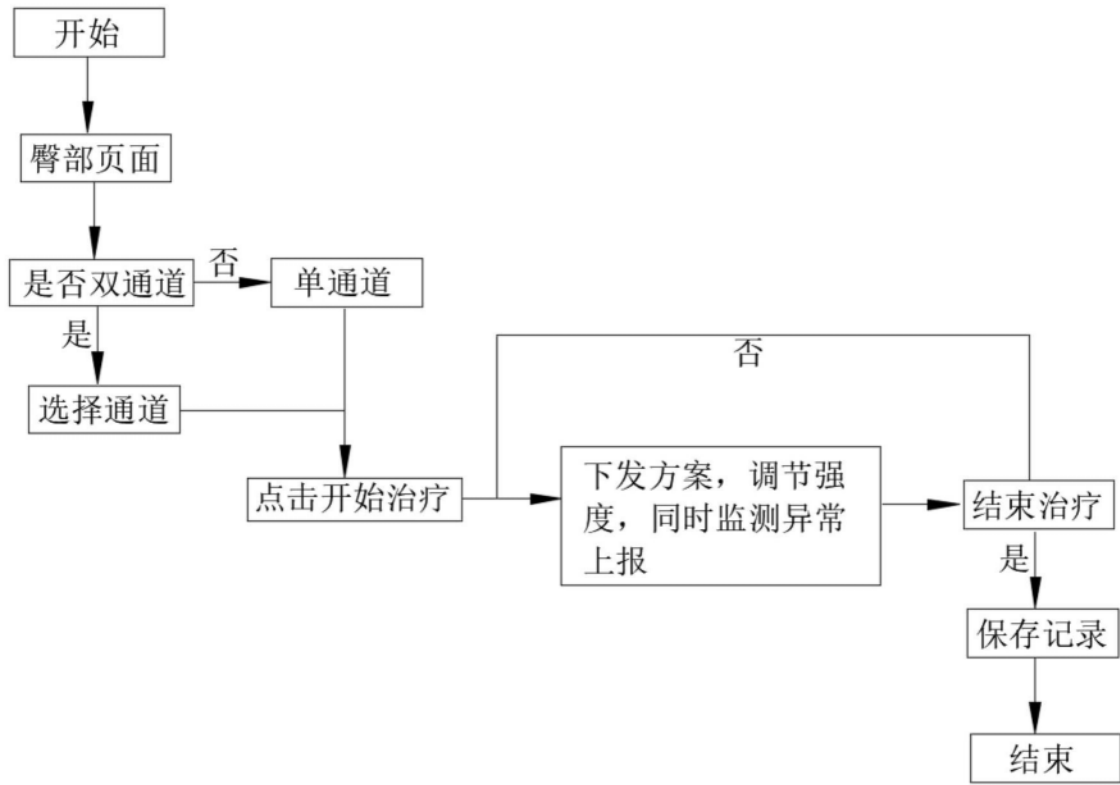 开始
臀部页面
是否双通道
否
单通道
是
选择通道
否
点击开始治疗
下发方案，调节强
度，同时监测异常
上报
结束治疗
是
保存记录
结束